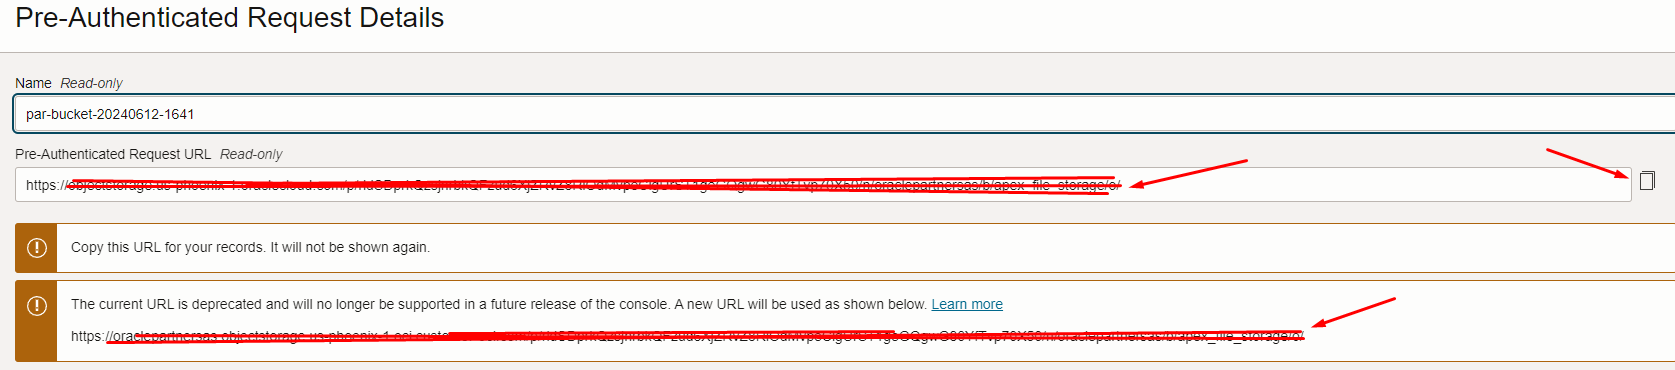 Pre-Authenticated Request Details
Name Read-only
par-bucket-20240612-1641
Pre-Authenticated Request URL Read-only
https://
Copy this URL for your records. It will not be shown again.
The current URL is deprecated and will no longer be supported in a future release of the console. A new URL will be used as shown below. Learn more
https://